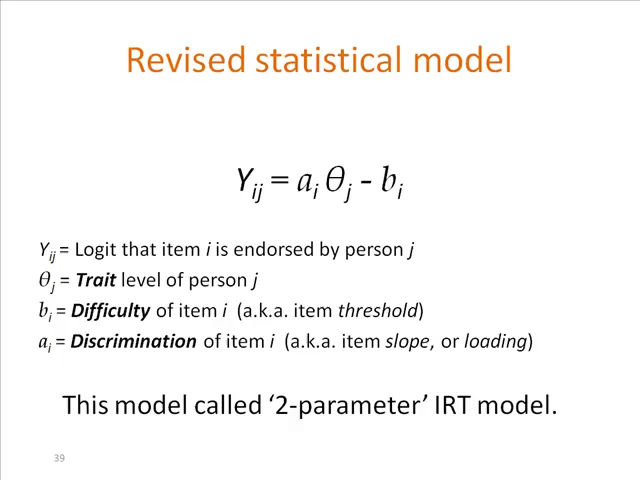 Revised statistical model
Yij = ai θj - bi
Yij = Logit that item i is endorsed by person j
θj = Trait level of person j
bi = Difficulty of item i (a.k.a. item threshold)
ai = Discrimination of item i (a.k.a. item slope, or loading)
This model called ‘2-parameter’ IRT model.
39